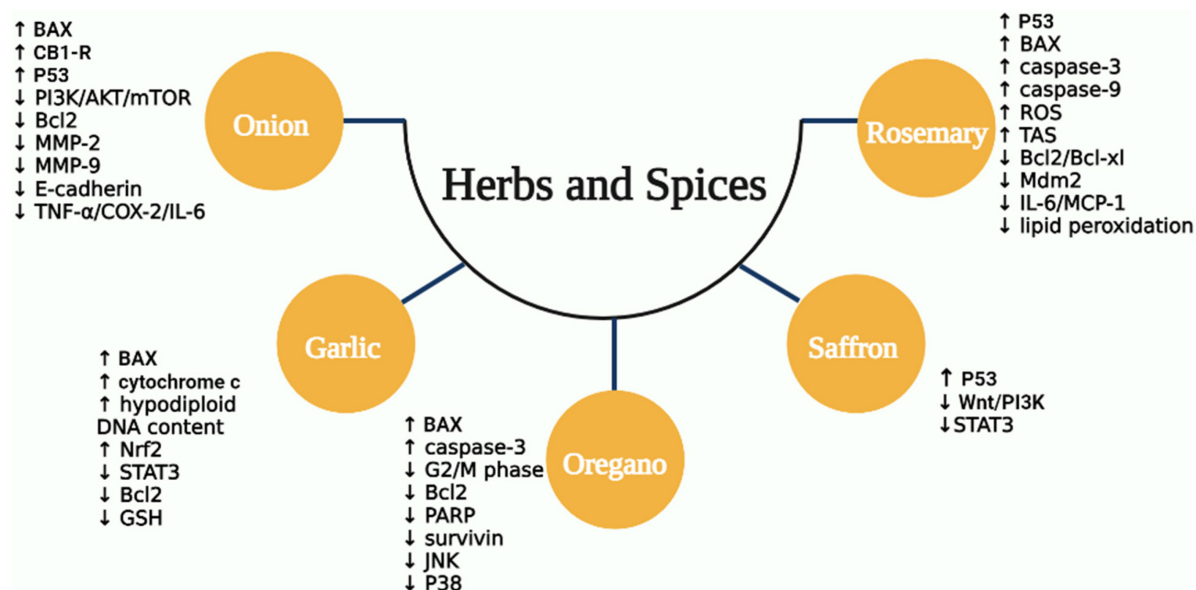 Herbs and Spices
Onion
↑ BAX
↑ CB1-R
↑ P53
↓ PI3K/AKT/mTOR
↓ Bcl2
↓ MMP-2
↓ MMP-9
↓ E-cadherin
↓ TNF-α/COX-2/IL-6
Garlic
↑ BAX
↑ cytochrome c
↑ hypodiploid
DNA content
↑ Nrf2
↓ STAT3
↓ Bcl2
↓ GSH
Oregano
↑ BAX
↑ caspase-3
↓ G2/M phase
↓ Bcl2
↓ PARP
↓ survivin
↓ JNK
↓ P38
Saffron
↑ P53
↓ Wnt/PI3K
↓STAT3
Rosemary
↑ P53
↑ BAX
↑ caspase-3
↑ caspase-9
↑ ROS
↑ TAS
↓ Bcl2/Bcl-xl
↓ Mdm2
↓ IL-6/MCP-1
↓ lipid peroxidation